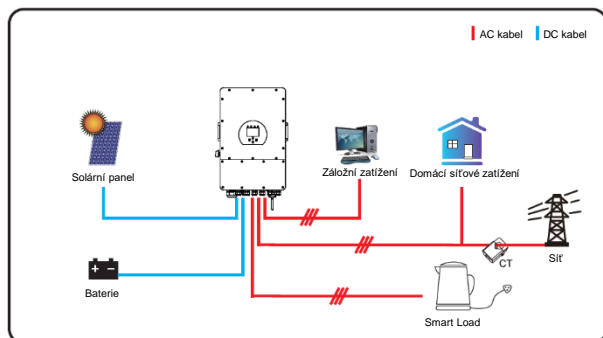 AC kabel DC kabel
Solární panel
Záložní zatížení
Domácí síťové zatížení
CT
Síť
Baterie
Smart Load